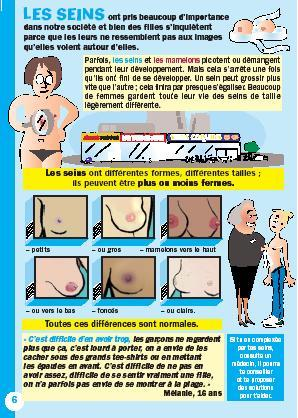 LES SEINS ont pris beaucoup d'importance
dans notre société et bien des filles s'inquiètent
parce que les leurs ne ressemblent pas aux images
qu'elles voient autour d'elles.
Parfois, les seins et les mamelons picotent ou démangent
pendant leur développement. Mais cela s'arrête une fois
qu'ils ont fini de se développer. Un sein peut grossir plus
vite que l'autre ; cela finira par presque s'égaliser. Beaucoup
de femmes gardent toute leur vie des seins de taille
légèrement différente.
Les seins ont différentes formes, différentes tailles ;
ils peuvent être plus ou moins fermes.
– petits – ou gros – mamelons vers le haut
– ou vers le bas – foncés – ou clairs.
Toutes ces différences sont normales.
« C'est difficile d'en avoir trop, les garçons ne regardent
plus que ça, c'est lourd à porter, on a envie de les
cacher sous des grands tee-shirts ou en mettant
les épaules en avant. C'est difficile de ne pas en
avoir assez, difficile de se sentir vraiment une fille,
on n'a parfois pas envie de se montrer à la plage. »
Mélanie, 16 ans
Si tu es complexée
par tes seins,
consulte un
médecin, il pourra
te conseiller
et te proposer
des solutions
pour t'aider.
6